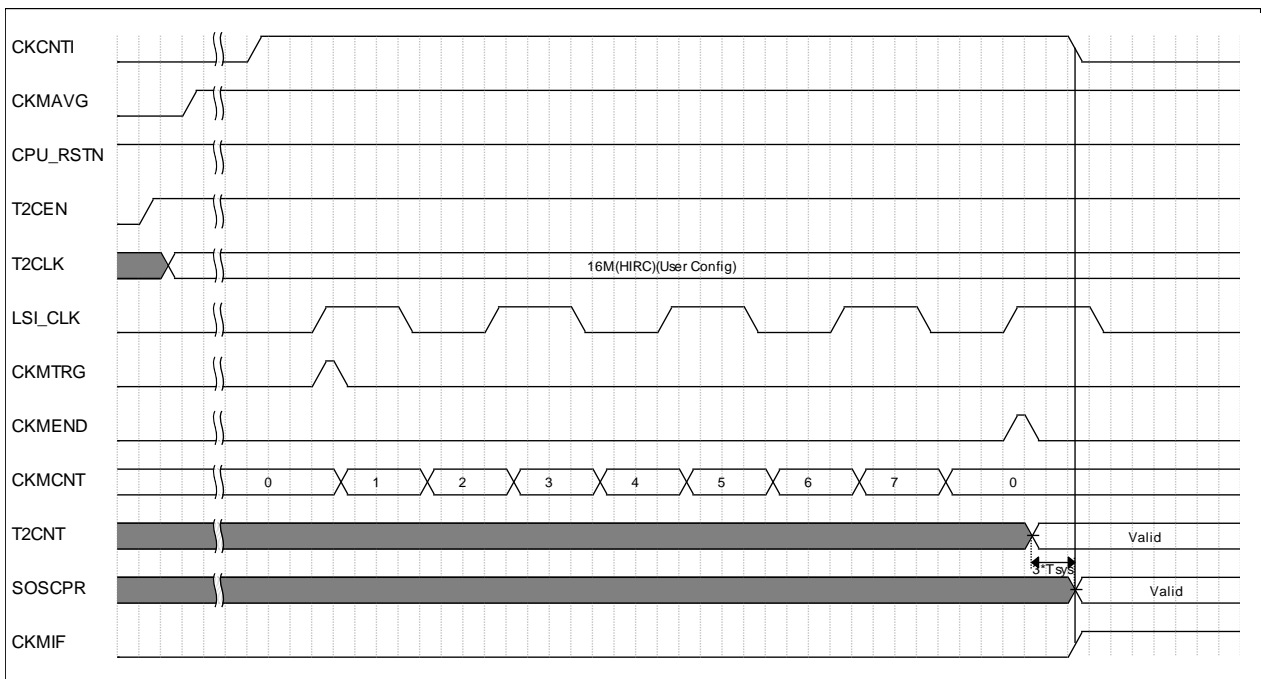 CKCNTI
CKMAVG
CPU_RSTN
T2CEN
T2CLK
16M(HIRC)(User Config)
LSI_CLK
CKMTRG
CKMEND
CKMCNT 0 1 2 3 4 5 6 7 0
T2CNT Valid
3*Tsys
SOSCPR Valid
CKMIF